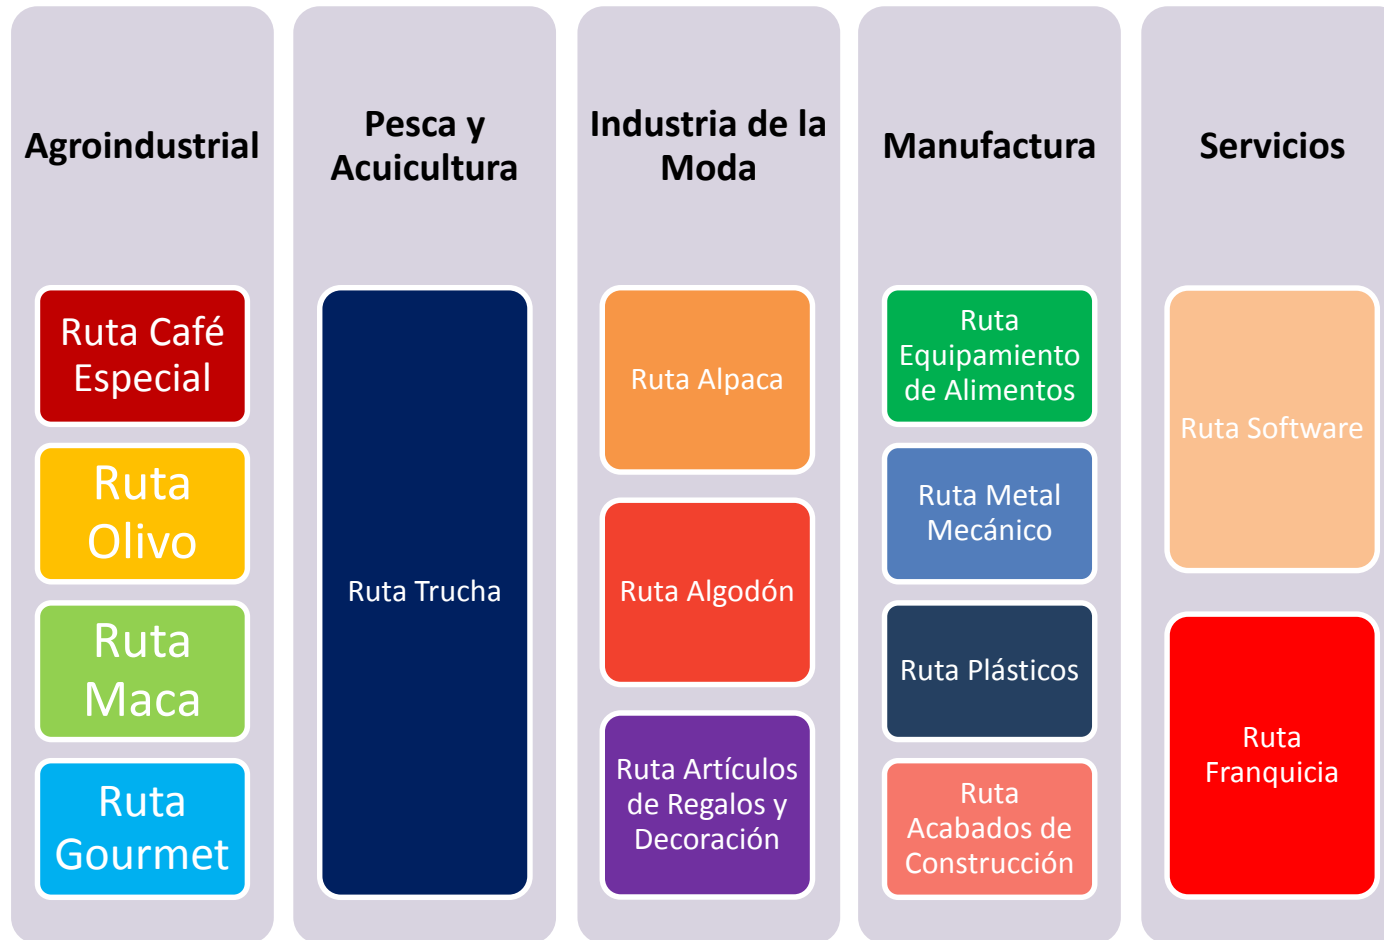 Agroindustrial
Ruta Café
Especial
Ruta
Olivo
Ruta
Maca
Ruta
Gourmet
Pesca y
Acuicultura
Ruta Trucha
Industria de la
Moda
Ruta Alpaca
Ruta Algodón
Ruta Artículos
de Regalos y
Decoración
Manufactura
Ruta
Equipamiento
de Alimentos
Ruta Metal
Mecánico
Ruta Plásticos
Ruta
Acabados de
Construcción
Servicios
Ruta Software
Ruta
Franquicia